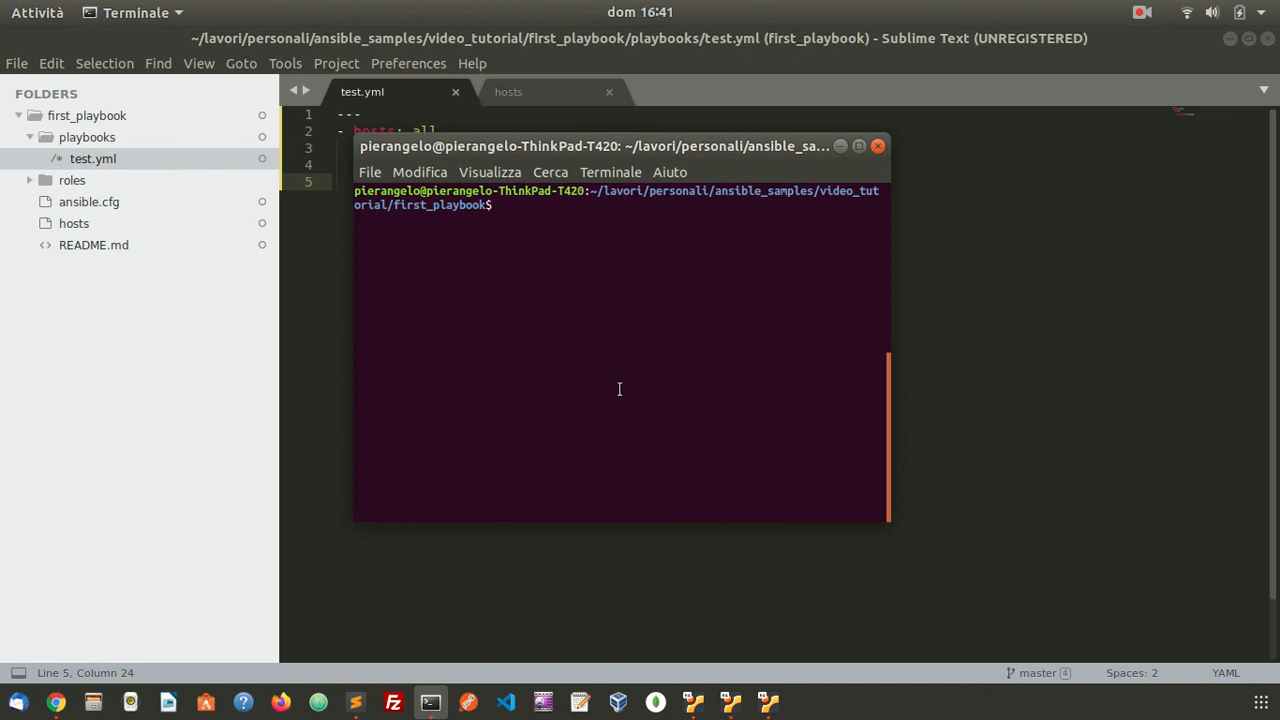 Attività
Terminale
dom 16:41
~/lavori/personali/ansible_samples/video_tutorial/first_playbook/playbooks/test.yml (first_playbook) - Sublime Text (UNREGISTERED)
File Edit Selection Find View Goto Tools Project Preferences Help
FOLDERS
first_playbook
playbooks
/* test.yml
roles
ansible.cfg
hosts
<> README.md
test.yml
hosts
1 ---
2 - hosts: all
3
4
5
pierangelo@pierangelo-ThinkPad-T420: ~/lavori/personali/ansible_sa...
File Modifica Visualizza Cerca Terminale Aiuto
pierangelo@pierangelo-ThinkPad-T420:~/lavori/personali/ansible_samples/video_tut
orial/first_playbook$
Line 5, Column 24
master 4
Spaces: 2
YAML